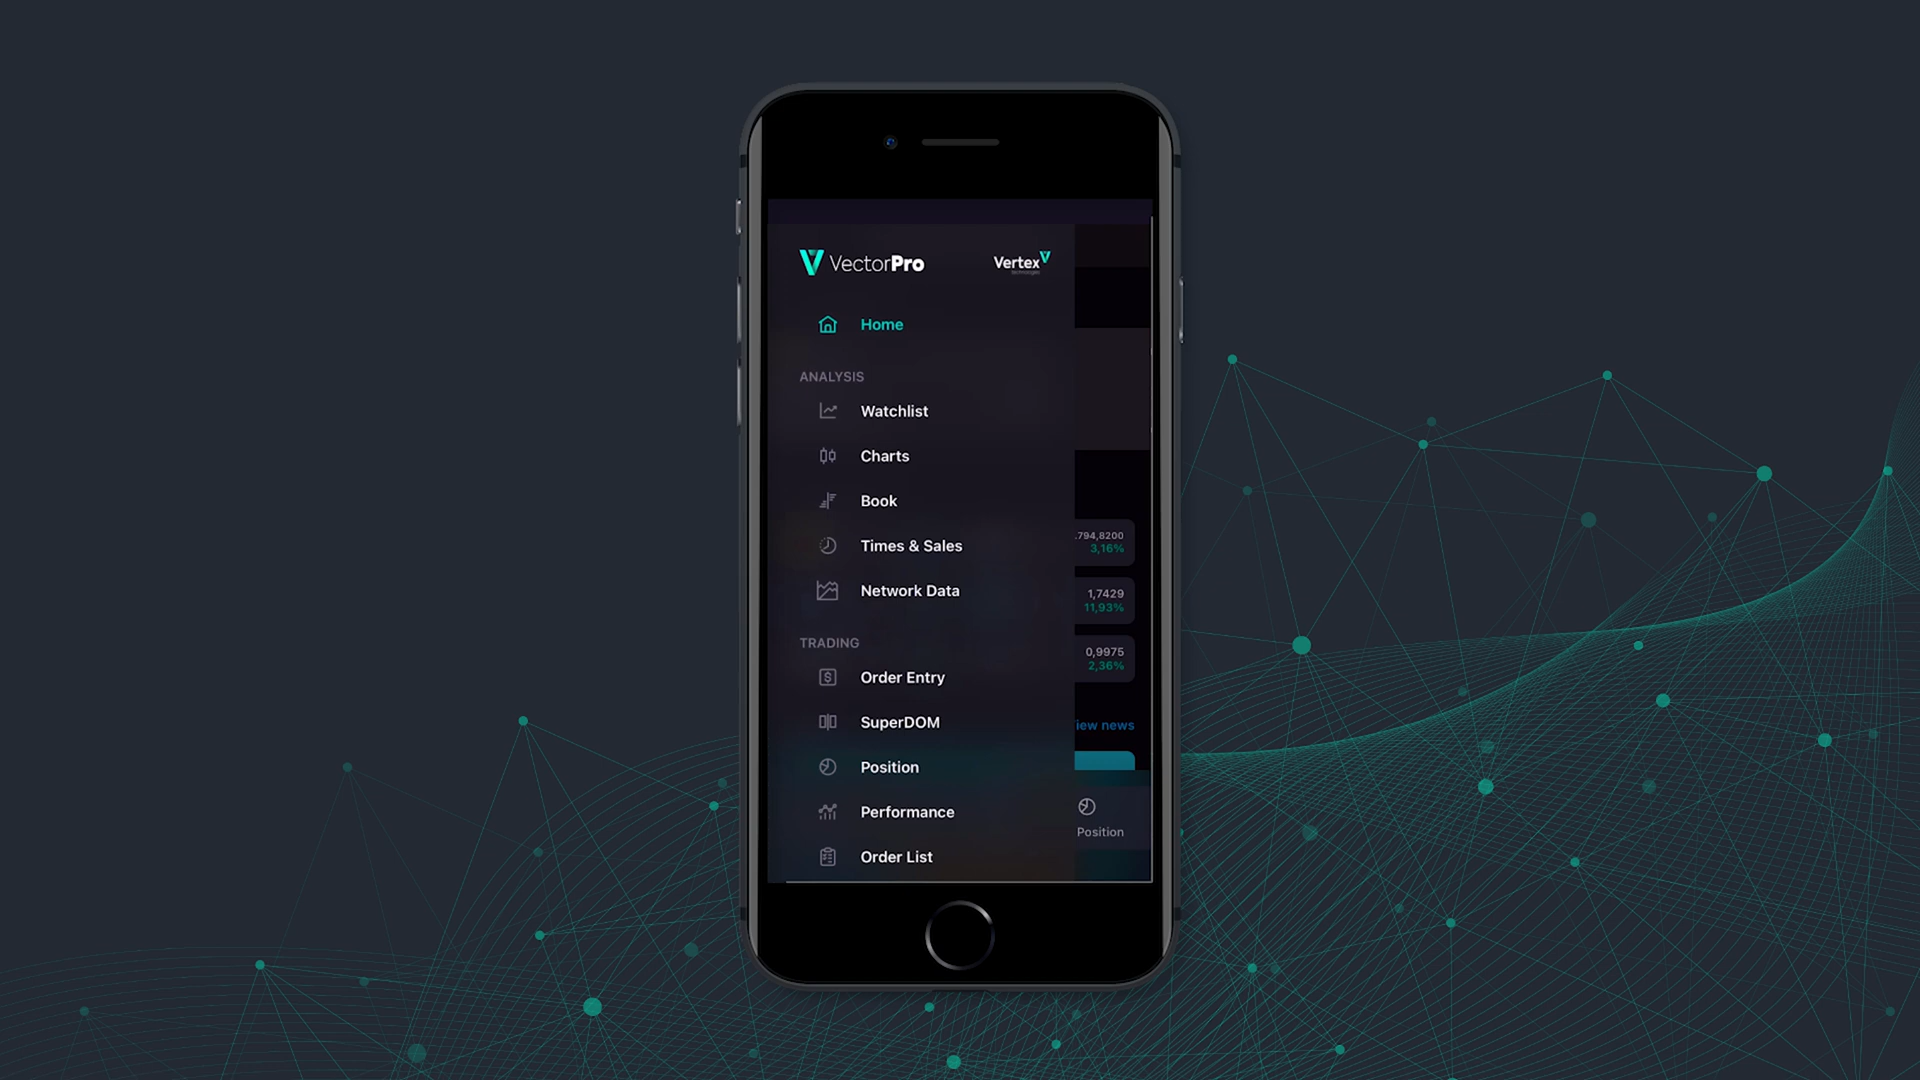 VectorPro
Vertex
technologies
Home
ANALYSIS
Watchlist
Charts
Book
Times & Sales
Network Data
TRADING
Order Entry
SuperDOM
Position
Performance
Order List
.794,8200
3,16%
1,7429
11,93%
0,9975
2,36%
iew news
Position